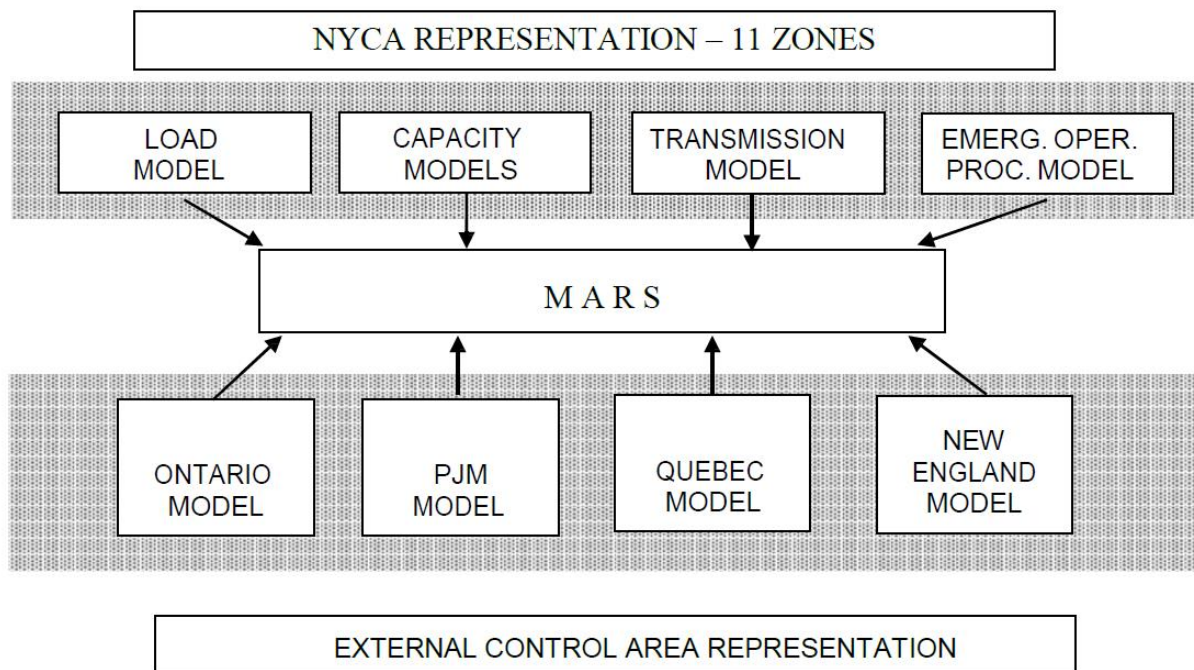 NYCA REPRESENTATION – 11 ZONES
LOAD
MODEL
CAPACITY
MODELS
TRANSMISSION
MODEL
EMERG. OPER.
PROC. MODEL
M A R S
ONTARIO
MODEL
PJM
MODEL
QUEBEC
MODEL
NEW
ENGLAND
MODEL
EXTERNAL CONTROL AREA REPRESENTATION